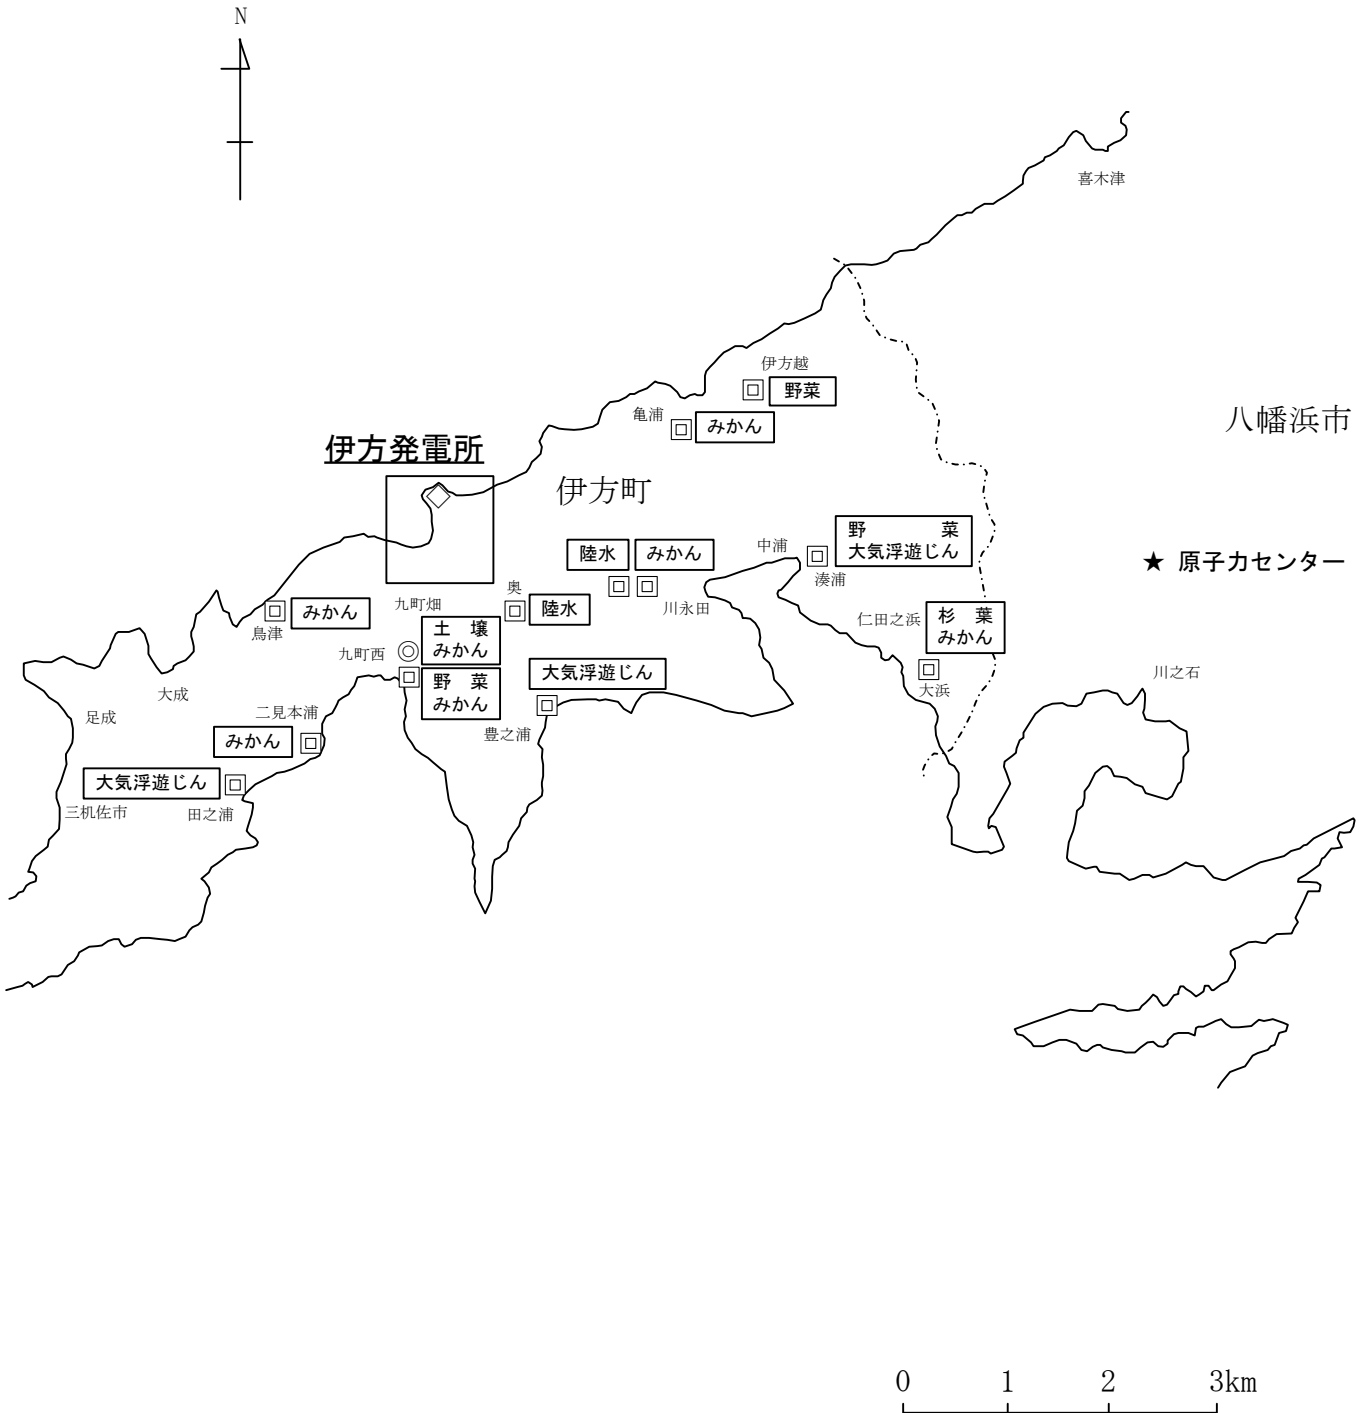 N
喜木津
伊方越
野菜
亀浦
みかん
八幡浜市
伊方発電所
伊方町
野　菜
大気浮遊じん
中浦
湊浦
★ 原子力センター
陸水
みかん
川永田
奥
陸水
九町畑
土　壌
みかん
九町西
野　菜
みかん
みかん
鳥津
仁田之浜
杉　葉
みかん
大浜
川之石
大気浮遊じん
豊之浦
大成
足成
二見本浦
みかん
大気浮遊じん
三机佐市
田之浦
0 1 2 3km